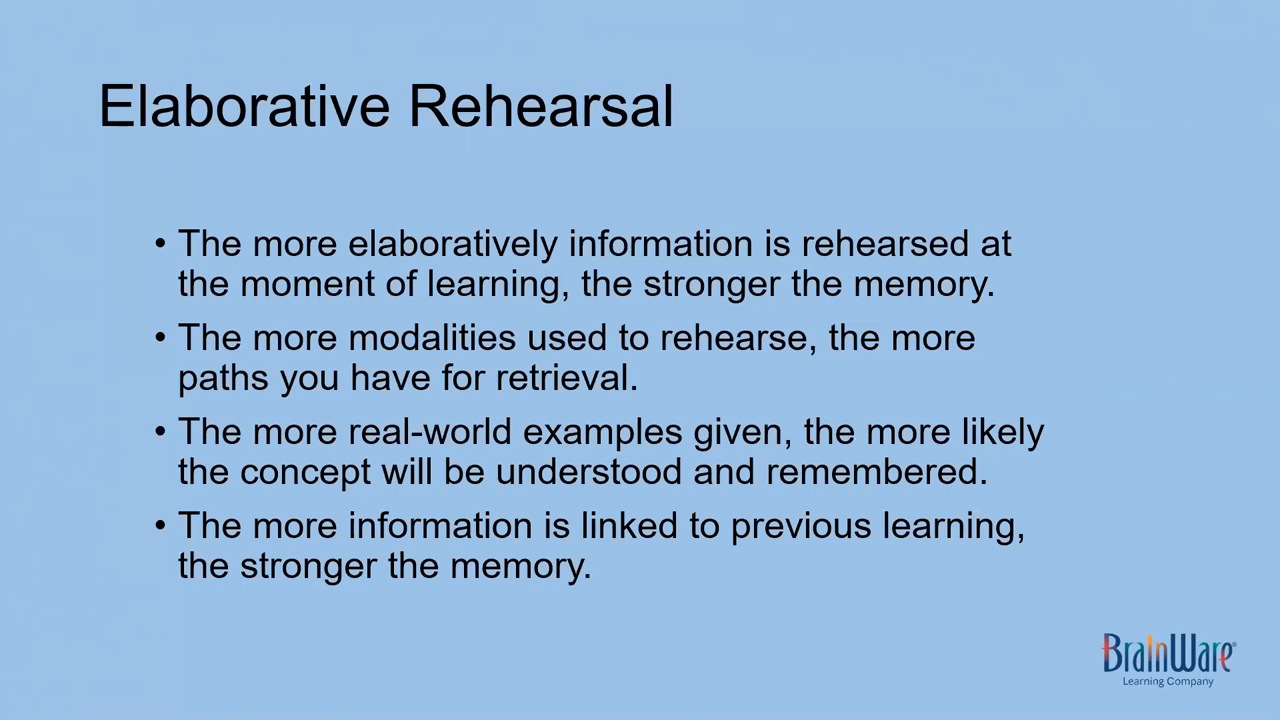 Elaborative Rehearsal
• The more elaboratively information is rehearsed at
the moment of learning, the stronger the memory.
• The more modalities used to rehearse, the more
paths you have for retrieval.
• The more real-world examples given, the more likely
the concept will be understood and remembered.
• The more information is linked to previous learning,
the stronger the memory.
BrainWare®
Learning Company